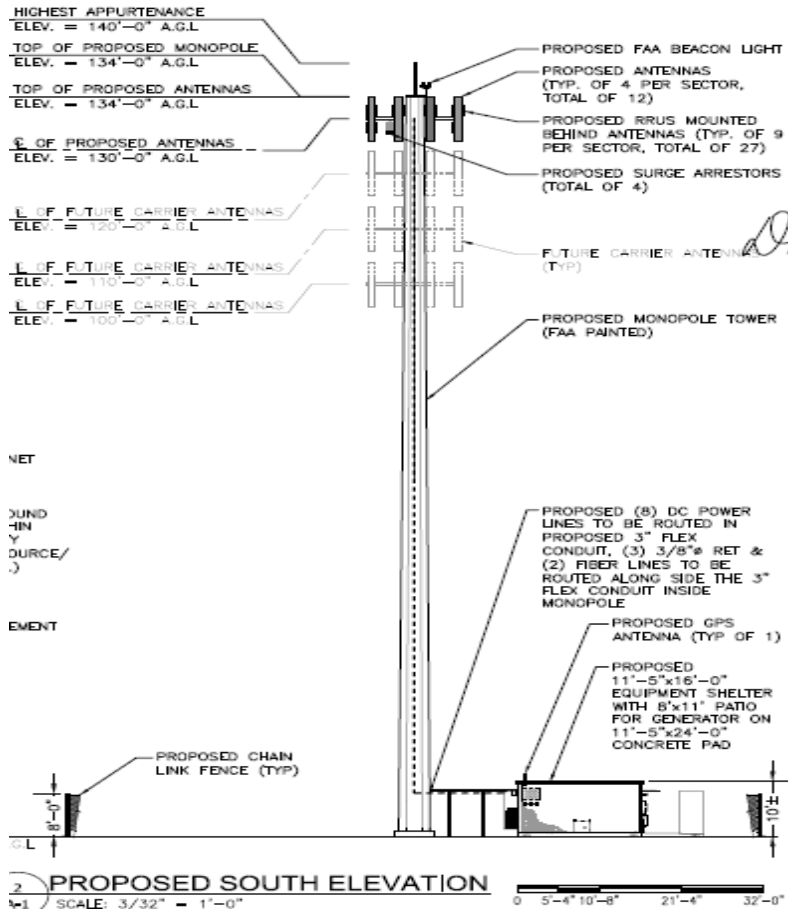 HIGHEST APPURTENANCE
ELEV. = 140'-0" A.G.L
TOP OF PROPOSED MONOPOLE
ELEV. = 134'-0" A.G.L
TOP OF PROPOSED ANTENNAS
ELEV. = 134'-0" A.G.L
℄ OF PROPOSED ANTENNAS
ELEV. = 130'-0" A.G.L
℄ OF FUTURE CARRIER ANTENNAS
ELEV. = 120'-0" A.G.L
℄ OF FUTURE CARRIER ANTENNAS
ELEV. = 110'-0" A.G.L
℄ OF FUTURE CARRIER ANTENNAS
ELEV. = 100'-0" A.G.L
NET
OUND
HIN
Y
OURCE/
.)
EMENT
PROPOSED FAA BEACON LIGHT
PROPOSED ANTENNAS
(TYP. OF 4 PER SECTOR,
TOTAL OF 12)
PROPOSED RRUS MOUNTED
BEHIND ANTENNAS (TYP. OF 9
PER SECTOR, TOTAL OF 27)
PROPOSED SURGE ARRESTORS
(TOTAL OF 4)
FUTURE CARRIER ANTENNAS
(TYP)
PROPOSED MONOPOLE TOWER
(FAA PAINTED)
PROPOSED (8) DC POWER
LINES TO BE ROUTED IN
PROPOSED 3" FLEX
CONDUIT, (3) 3/8"ø RET &
(2) FIBER LINES TO BE
ROUTED ALONG SIDE THE 3"
FLEX CONDUIT INSIDE
MONOPOLE
PROPOSED GPS
ANTENNA (TYP OF 1)
PROPOSED
11'-5"x16'-0"
EQUIPMENT SHELTER
WITH 8'x11' PATIO
FOR GENERATOR ON
11'-5"x24'-0"
CONCRETE PAD
PROPOSED CHAIN
LINK FENCE (TYP)
8'-0"
10'±
.G.L
2
A-1
PROPOSED SOUTH ELEVATION
SCALE: 3/32" = 1'-0"
0 5'-4" 10'-8" 21'-4" 32'-0"